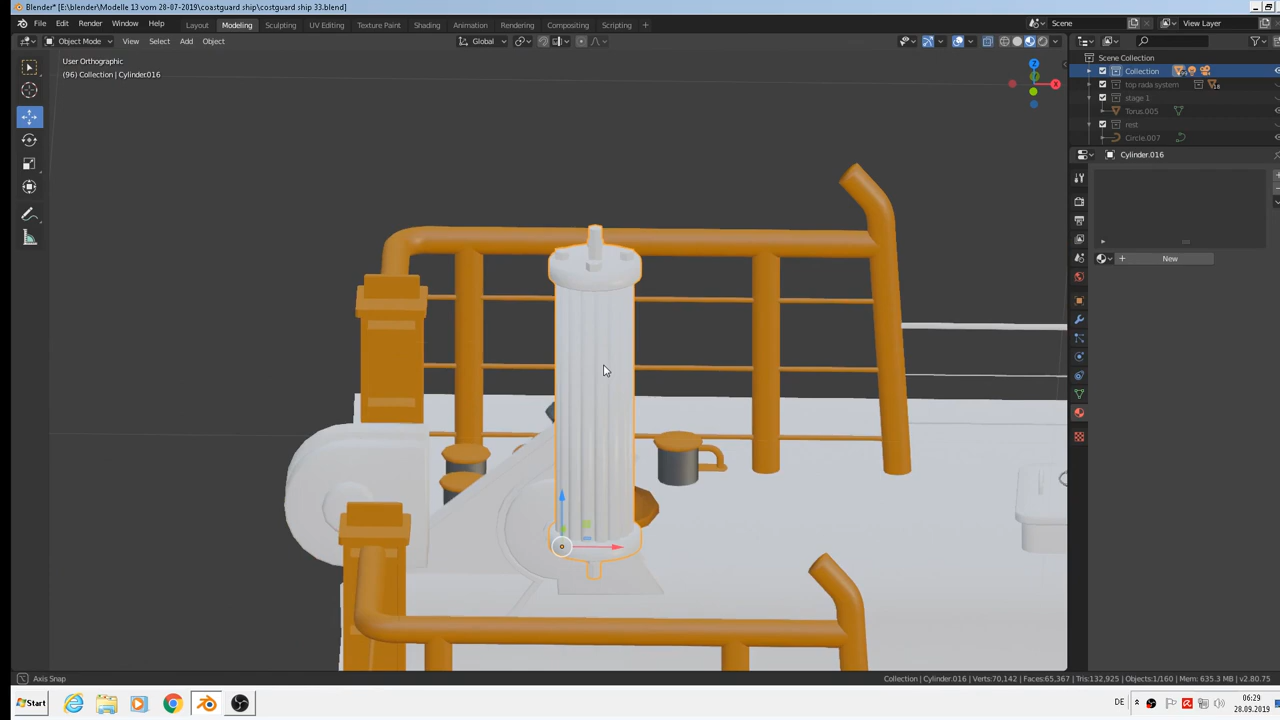 Blender* [E:\blender\Modelle 13 vom 28-07-2019\coastguard ship\costguard ship 33.blend]
File Edit Render Window Help Layout Modeling Sculpting UV Editing Texture Paint Shading Animation Rendering Compositing Scripting + Scene View Layer
Object Mode View Select Add Object Global
User Orthographic
(96) Collection | Cylinder.016
Z
X
Scene Collection
Collection
top rada system 16
stage 1
Torus.005
rest
Circle.007
Cylinder.016
+ New
Axis Snap
Collection | Cylinder.016 | Verts:70,142 | Faces:65,367 | Tris:132,925 | Objects:1/160 | Mem: 635.3 MB | v2.80.75
Start DE 06:29
28.09.2019